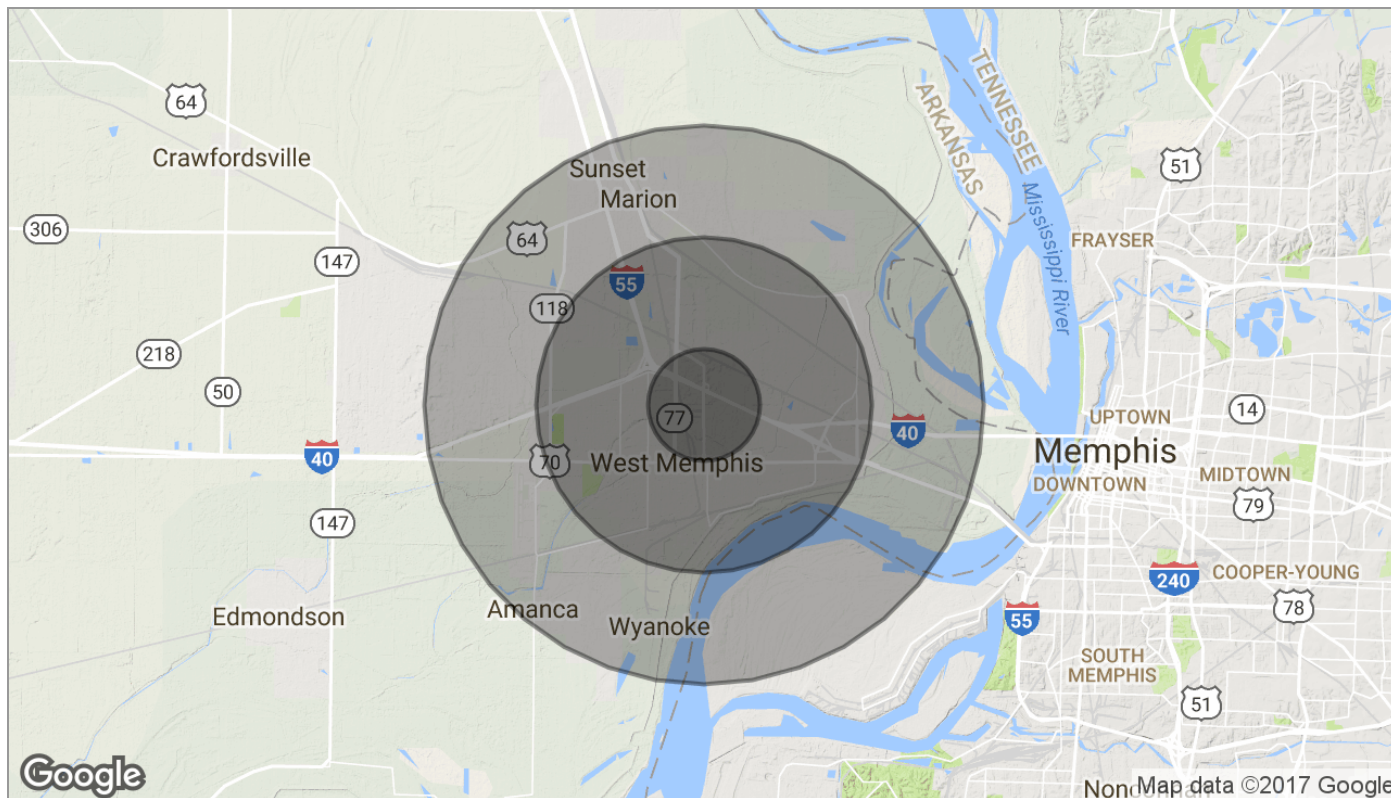 64
Crawfordsville
306
147
218
50
40
147
Edmondson
Sunset
Marion
64
55
118
77
70
West Memphis
40
Amanca
Wyanoke
ARKANSAS
TENNESSEE
Mississippi River
51
FRAYSER
14
UPTOWN
Memphis
DOWNTOWN
MIDTOWN
79
COOPER-YOUNG
240
78
55
SOUTH
MEMPHIS
51
Google
Map data ©2017 Google